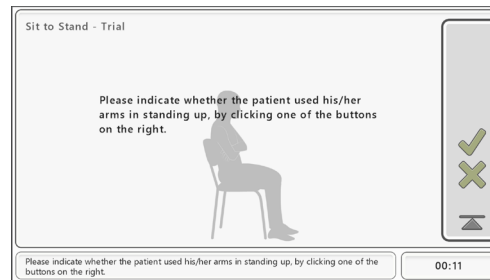 Sit to Stand - Trial
Please indicate whether the patient used his/her
arms in standing up, by clicking one of the buttons
on the right.
Please indicate whether the patient used his/her arms in standing up, by clicking one of the
buttons on the right.
00:11